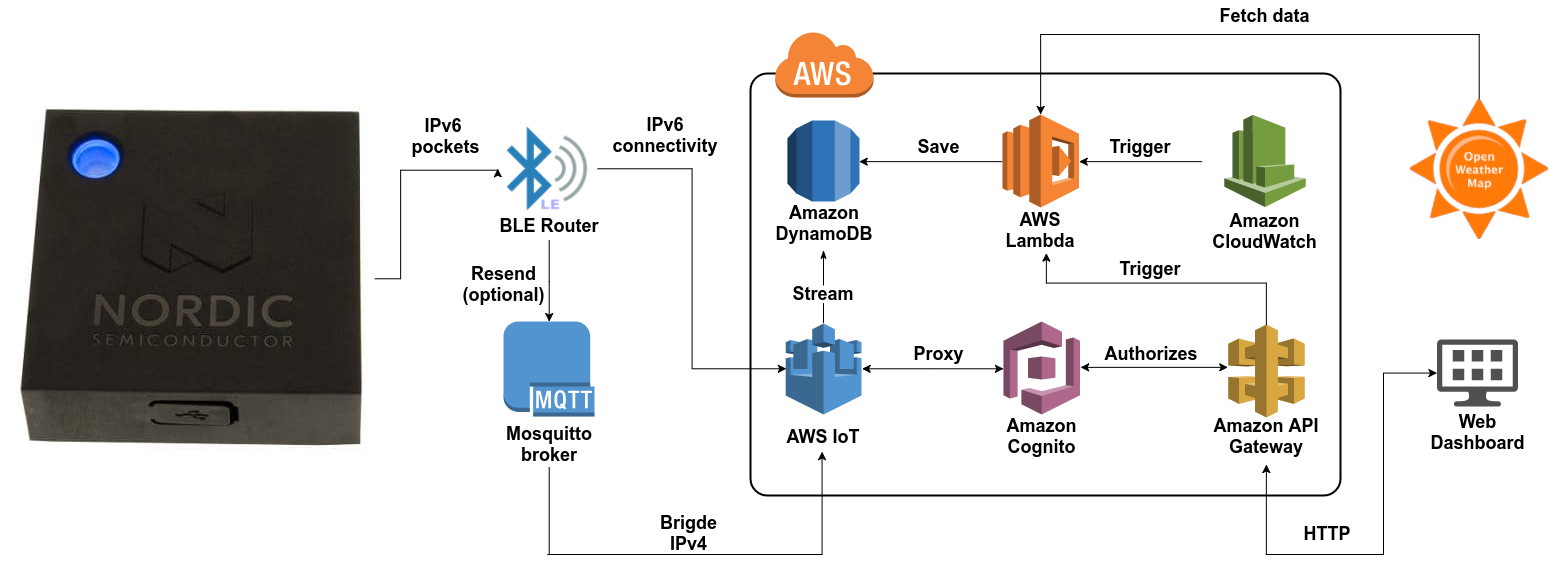 Fetch data
AWS
IPv6
pockets
IPv6
connectivity
Save
Trigger
Open
Weather
Map
LE
BLE Router
Amazon
DynamoDB
AWS
Lambda
Amazon
CloudWatch
Resend
(optional)
Stream
Trigger
NORDIC
SEMICONDUCTOR
MQTT
Proxy
Authorizes
Mosquitto
broker
AWS IoT
Amazon
Cognito
Amazon API
Gateway
Web
Dashboard
Brigde
IPv4
HTTP